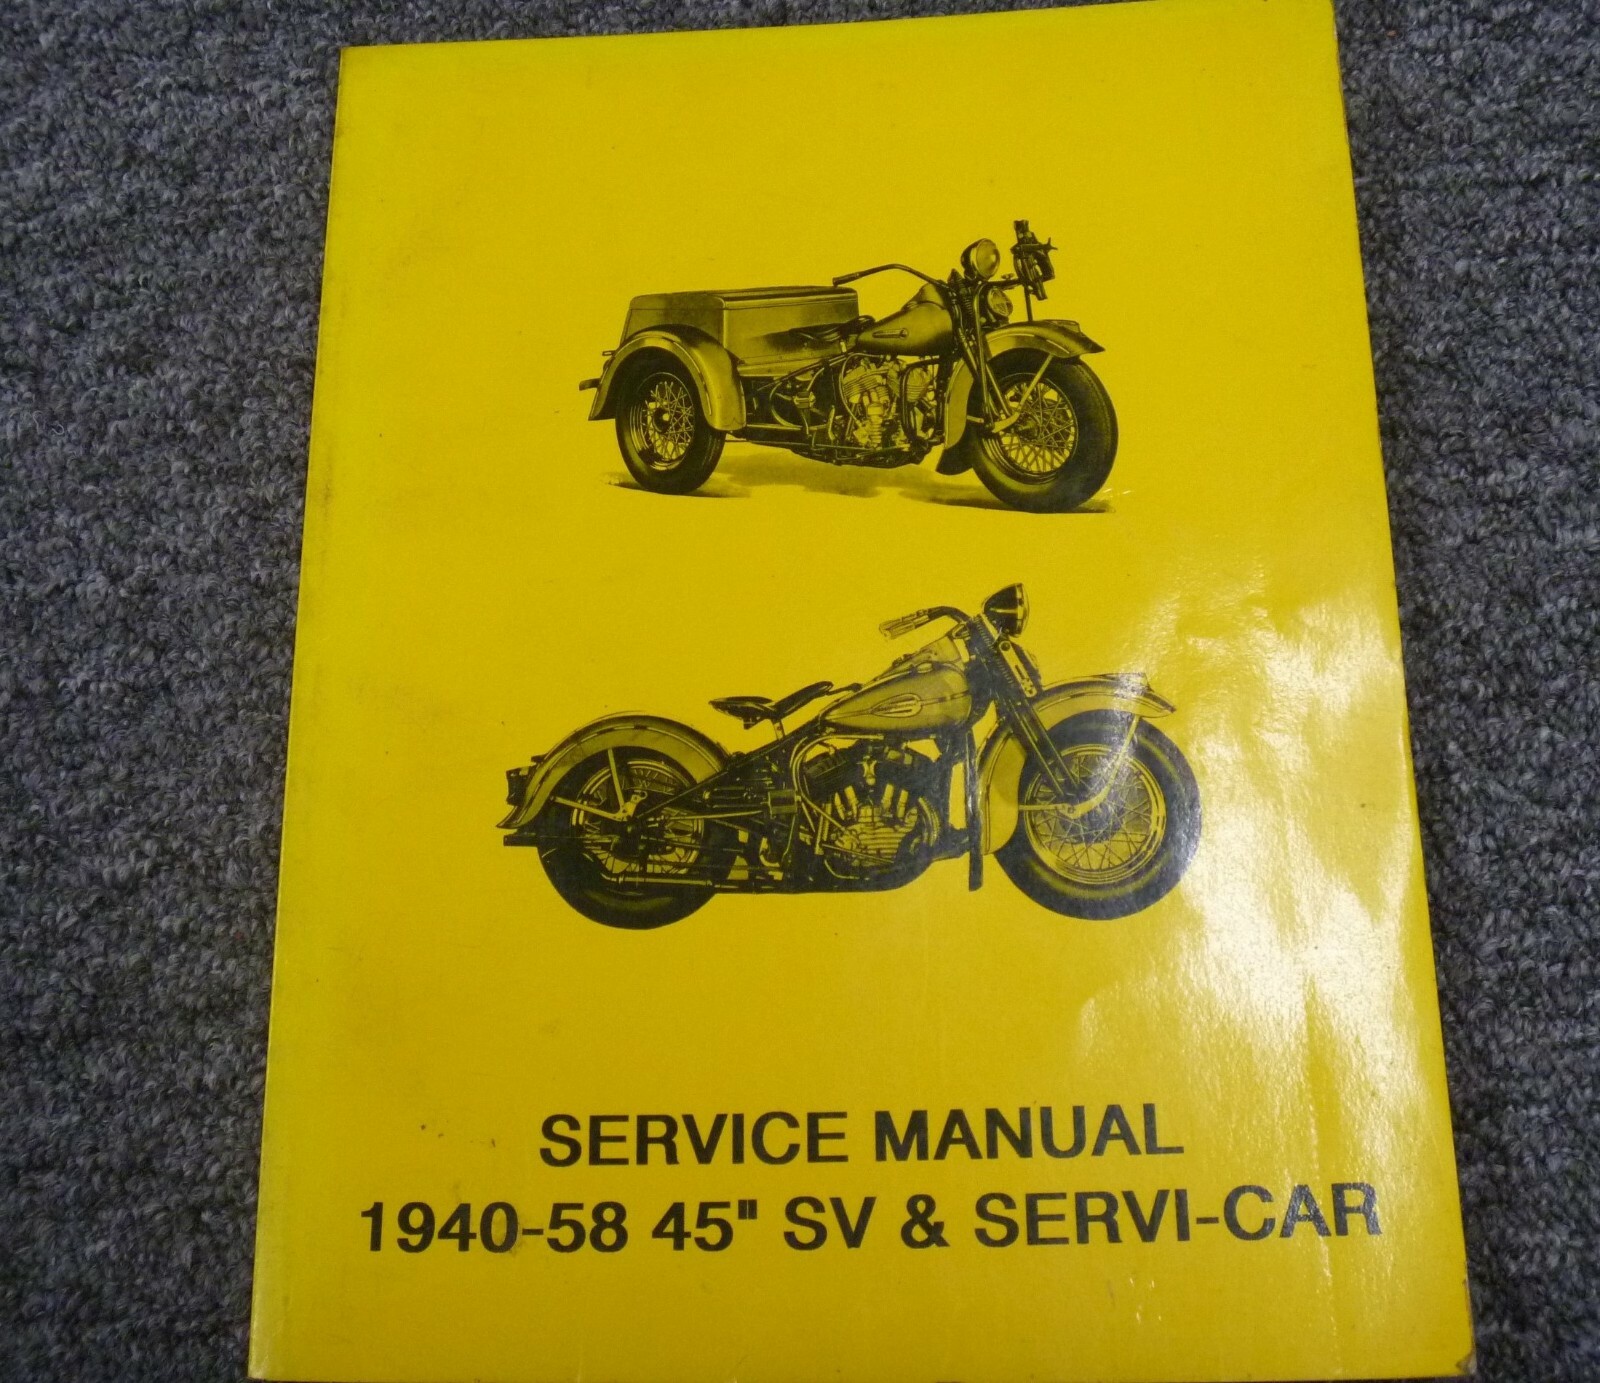 SERVICE MANUAL
1940-58 45" SV & SERVI-CAR